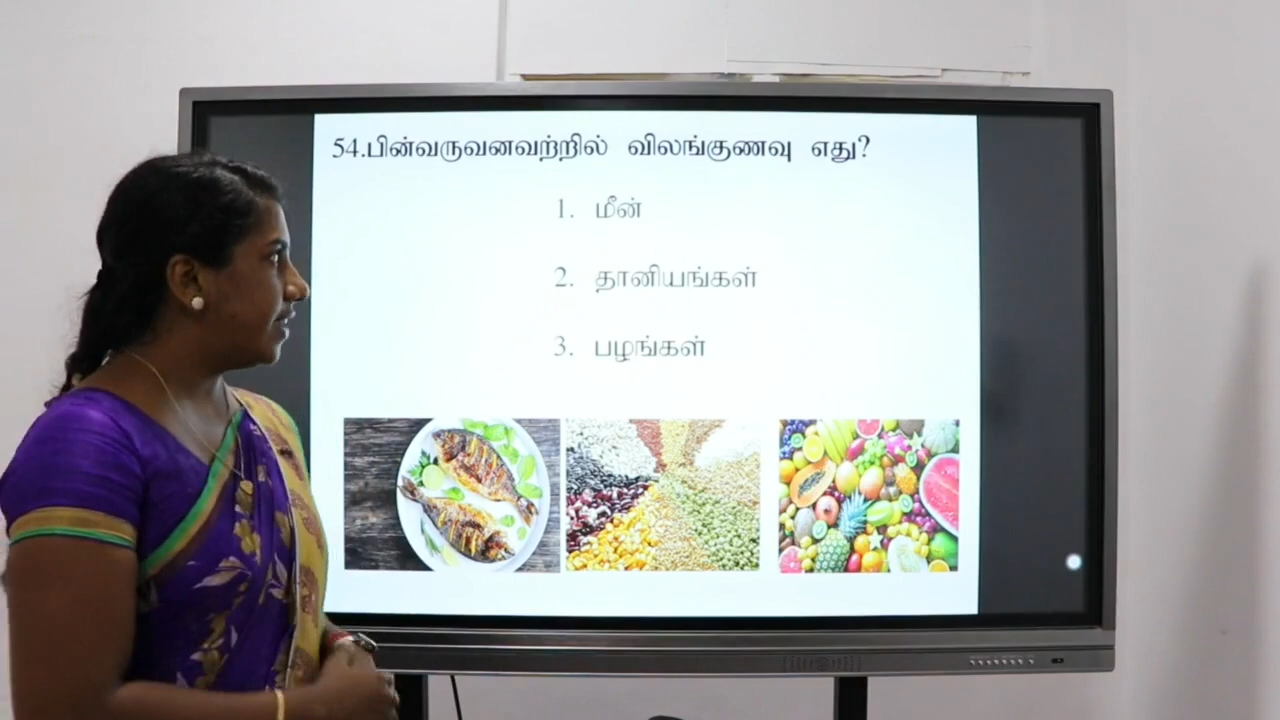 54.பின்வருவனவற்றில் விலங்குணவு எது?
1. மீன்
2. தானியங்கள்
3. பழங்கள்